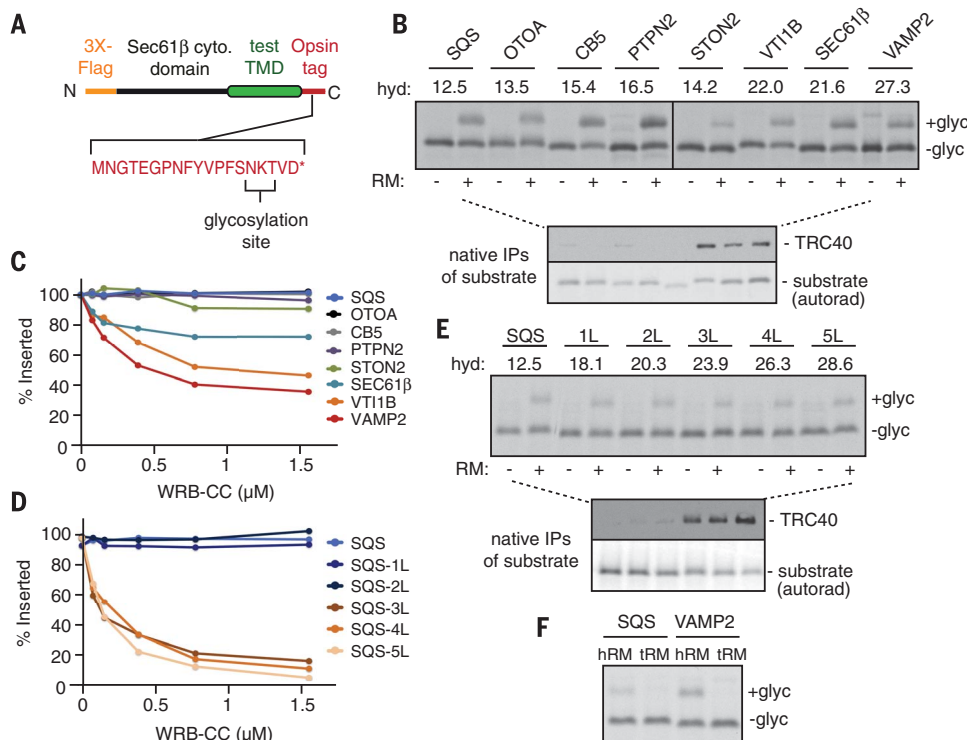 A
3X-
Flag
Sec61β cyto.
domain
test
TMD
Opsin
tag
N
C
MNGTEGPNFYVPFSNKTVD*
glycosylation
site
B
SQS OTOA CB5 PTPN2 STON2 VTI1B SEC61β VAMP2
hyd: 12.5 13.5 15.4 16.5 14.2 22.0 21.6 27.3
+glyc
-glyc
RM: - + - + - + - + - + - + - + - +
native IPs
of substrate
- TRC40
- substrate
(autorad)
C
% Inserted
100
80
60
40
20
0
0 0.5 1 1.5
WRB-CC (µM)
SQS
OTOA
CB5
PTPN2
STON2
SEC61β
VTI1B
VAMP2
D
% Inserted
100
80
60
40
20
0
0 0.5 1 1.5
WRB-CC (µM)
SQS
SQS-1L
SQS-2L
SQS-3L
SQS-4L
SQS-5L
E
SQS 1L 2L 3L 4L 5L
hyd: 12.5 18.1 20.3 23.9 26.3 28.6
+glyc
-glyc
RM: - + - + - + - + - + - +
native IPs
of substrate
- TRC40
- substrate
(autorad)
F
SQS VAMP2
hRM tRM hRM tRM
+glyc
-glyc